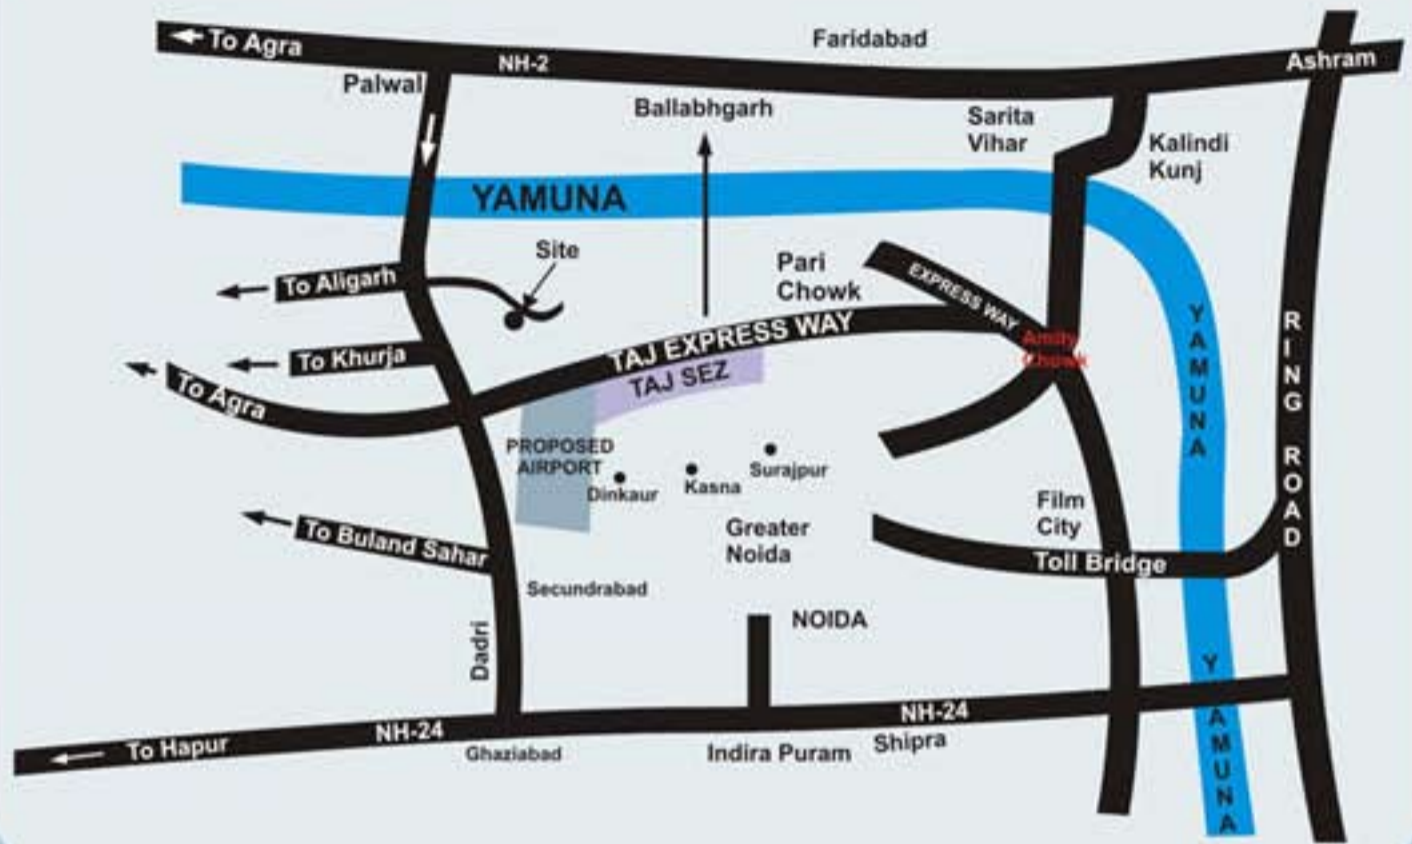 To Agra
NH-2
Faridabad
Ashram
Palwal
Ballabhgarh
Sarita
Vihar
Kalindi
Kunj
YAMUNA
Site
Pari
Chowk
To Aligarh
EXPRESS WAY
TAJ EXPRESS WAY
Amity
Chowk
YAMUNA
RING ROAD
To Khurja
TAJ SEZ
To Agra
PROPOSED
AIRPORT
Dinkaur
Kasna
Surajpur
Film
City
Greater
Noida
To Buland Sahar
Toll Bridge
Secundrabad
NOIDA
Dadri
YAMUNA
NH-24
NH-24
To Hapur
Ghaziabad
Indira Puram
Shipra